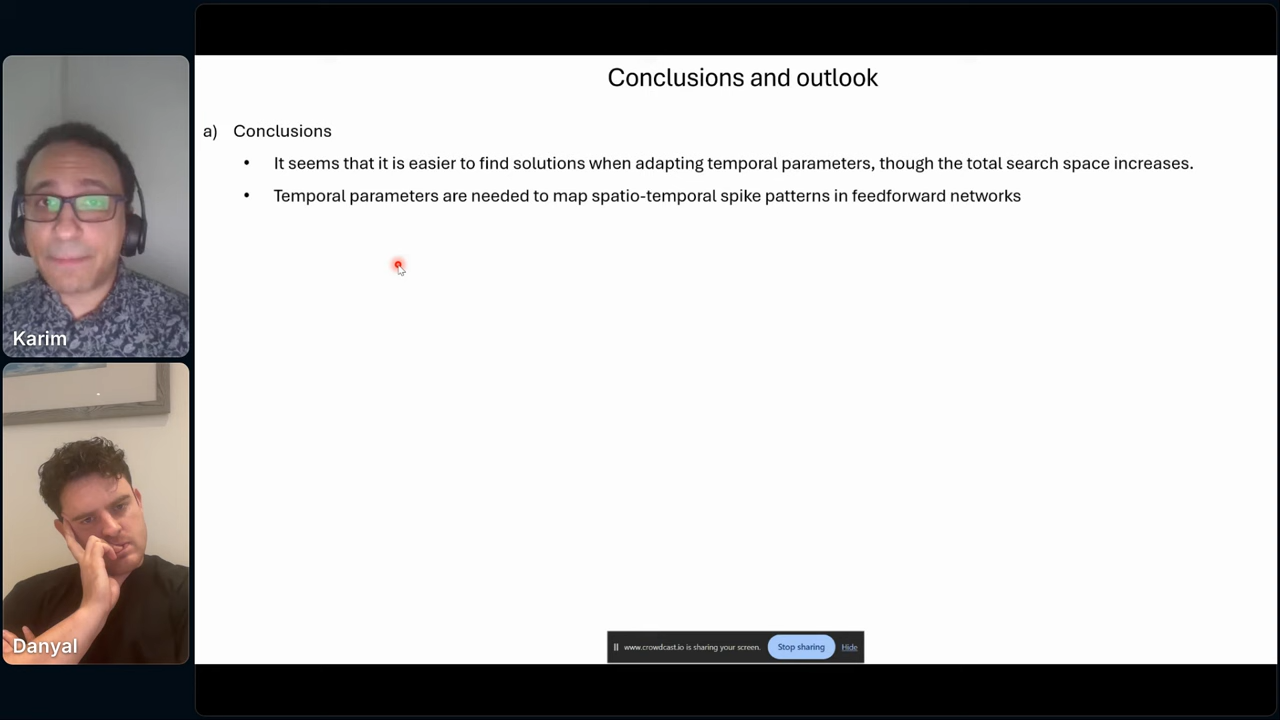 Conclusions and outlook
a) Conclusions
• It seems that it is easier to find solutions when adapting temporal parameters, though the total search space increases.
• Temporal parameters are needed to map spatio-temporal spike patterns in feedforward networks
Karim
Danyal
www.crowdcast.io is sharing your screen. Stop sharing Hide